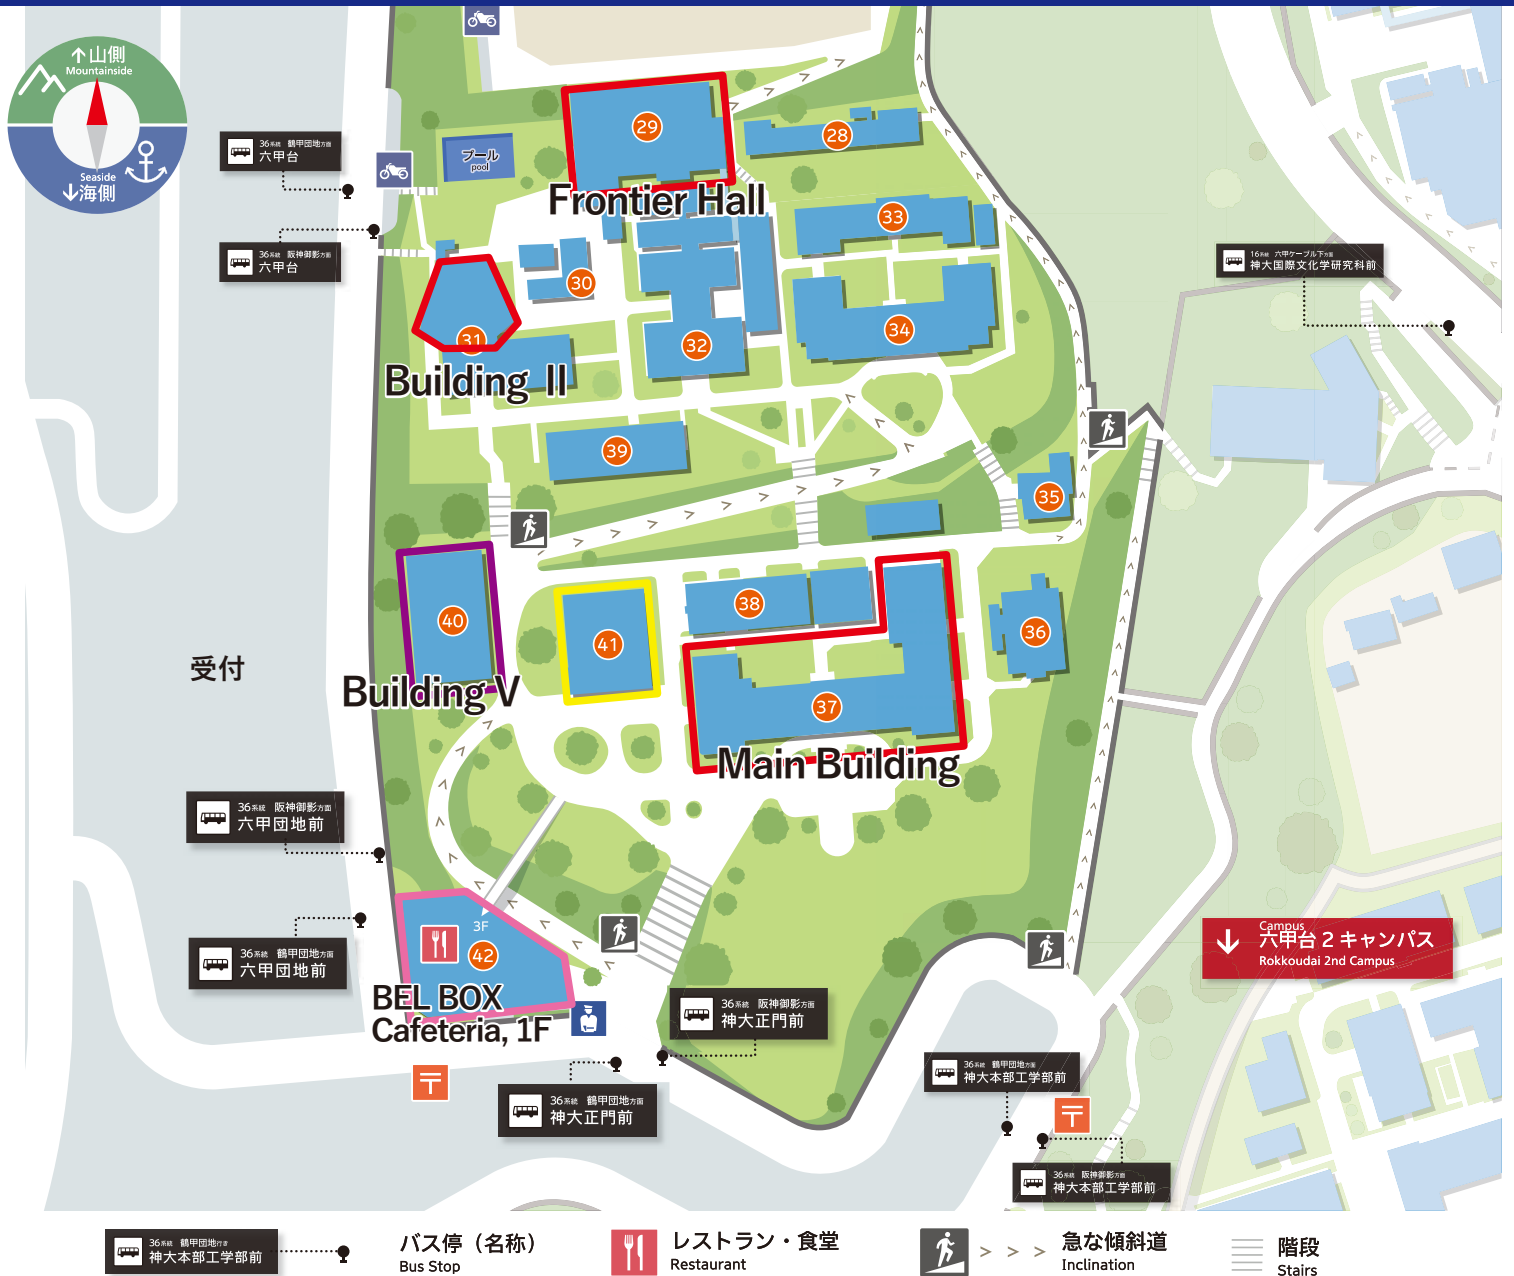 山側
Mountainside
Seaside
海側
36系統 鶴甲団地方面
六甲台
36系統 阪神御影方面
六甲台
プール
pool
29
28
Frontier Hall
33
30
31
32
34
Building II
16系統 六甲ケーブル下方面
神大国際文化学研究科前
39
35
40
41
38
36
37
受付
Building V
Main Building
36系統 阪神御影方面
六甲団地前
36系統 鶴甲団地方面
六甲団地前
3F
42
BEL BOX
Cafeteria, 1F
Campus
六甲台 2 キャンパス
Rokkoudai 2nd Campus
36系統 阪神御影方面
神大正門前
36系統 鶴甲団地方面
神大正門前
36系統 鶴甲団地方面
神大本部工学部前
36系統 阪神御影方面
神大本部工学部前
36系統 鶴甲団地行き
神大本部工学部前
バス停（名称）
Bus Stop
レストラン・食堂
Restaurant
急な傾斜道
Inclination
階段
Stairs